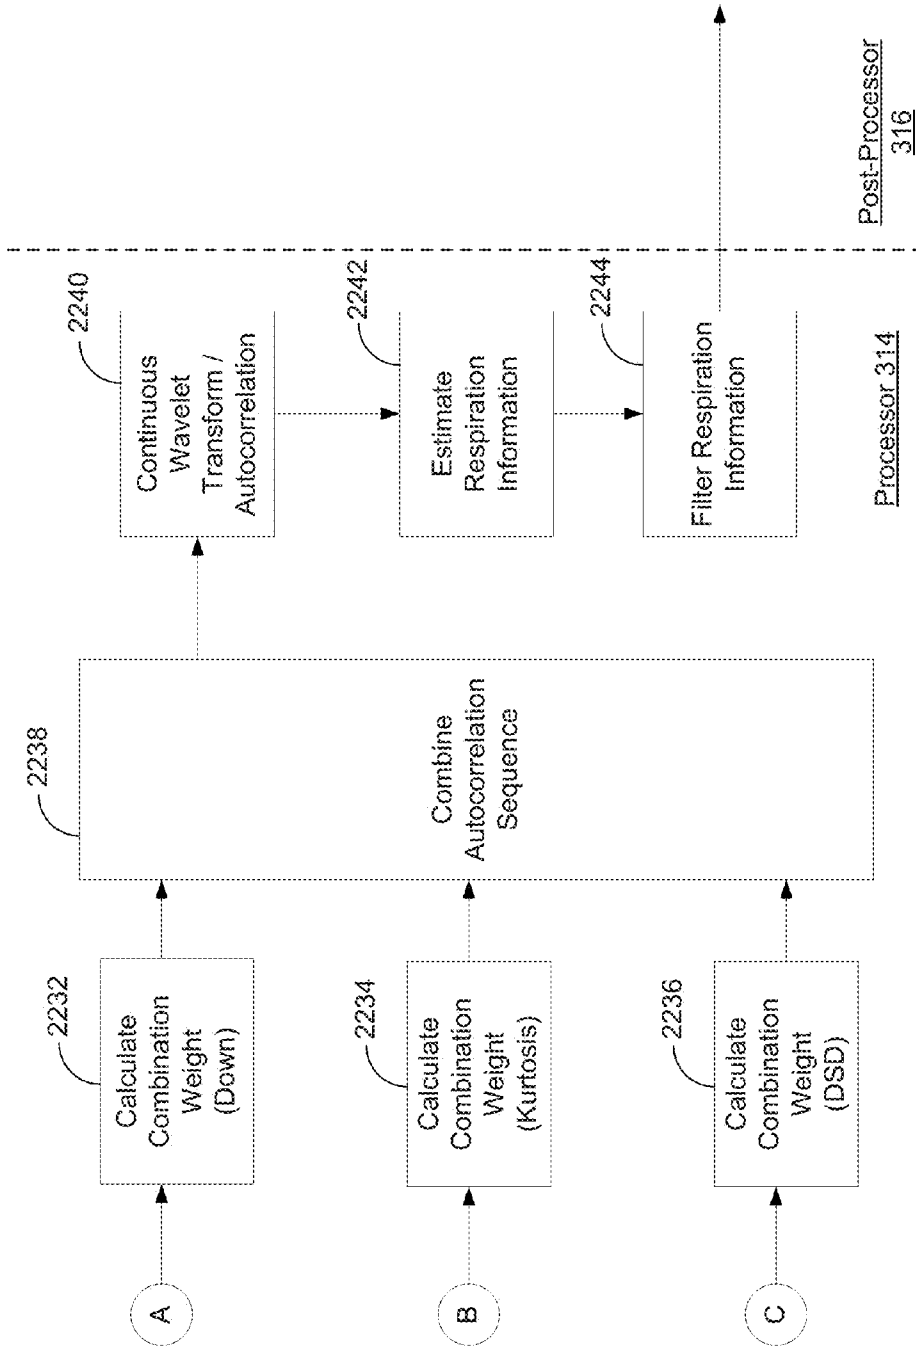 A
2232
Calculate
Combination
Weight
(Down)
B
2234
Calculate
Combination
Weight
(Kurtosis)
C
2236
Calculate
Combination
Weight
(DSD)
2238
Combine
Autocorrelation
Sequence
2240
Continuous
Wavelet
Transform /
Autocorrelation
2242
Estimate
Respiration
Information
2244
Filter Respiration
Information
Processor 314
Post-Processor
316